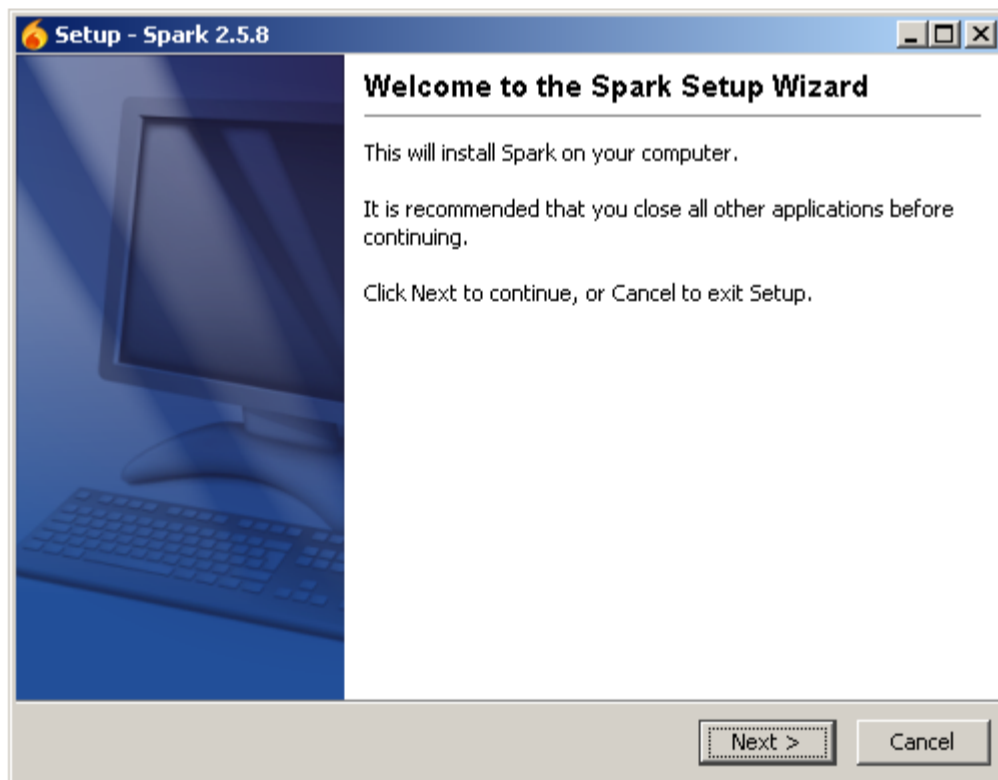 Setup - Spark 2.5.8
Welcome to the Spark Setup Wizard
This will install Spark on your computer.
It is recommended that you close all other applications before
continuing.
Click Next to continue, or Cancel to exit Setup.
Next >
Cancel